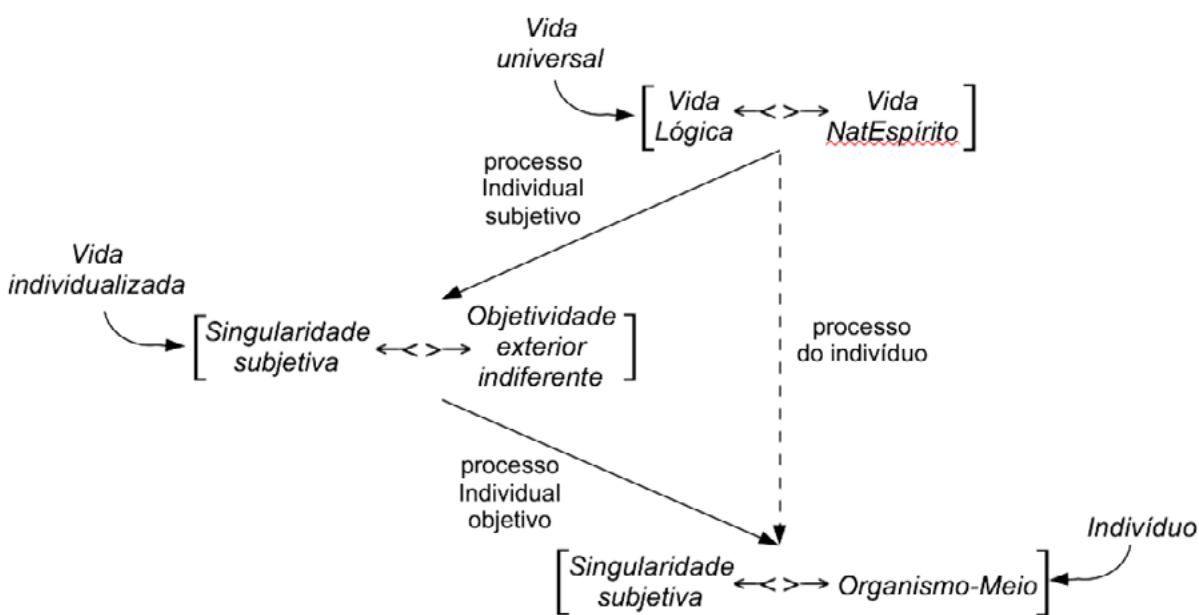 Vida
universal
[Vida
Lógica
←< >→
Vida
NatEspírito]
processo
Individual
subjetivo
Vida
individualizada
[Singularidade
subjetiva
←< >→
Objetividade
exterior
indiferente]
processo
do indivíduo
processo
Individual
objetivo
Indivíduo
[Singularidade
subjetiva
←< >→
Organismo-Meio]